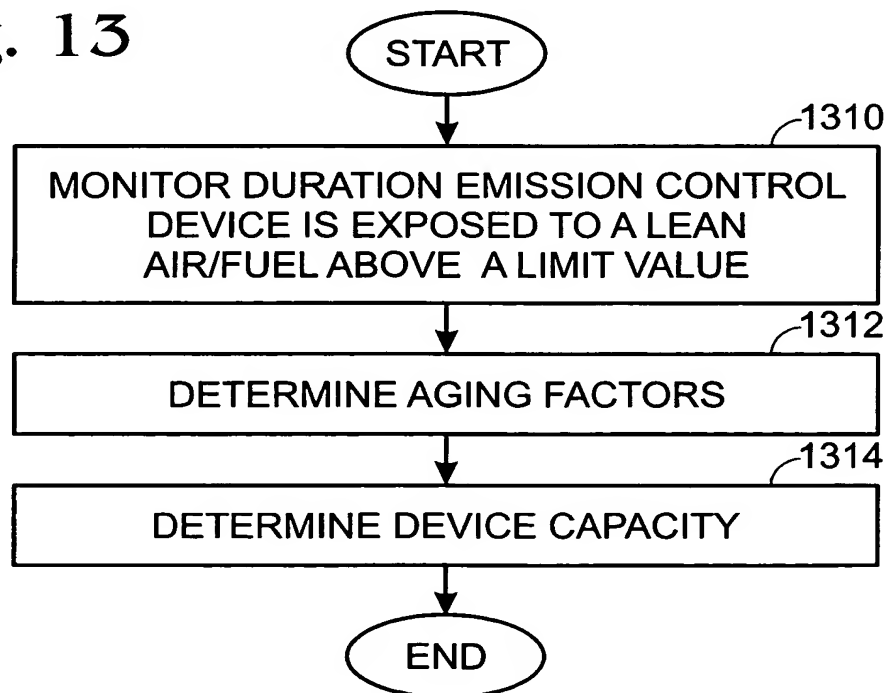 g. 13
START
1310
MONITOR DURATION EMISSION CONTROL
DEVICE IS EXPOSED TO A LEAN
AIR/FUEL ABOVE A LIMIT VALUE
1312
DETERMINE AGING FACTORS
1314
DETERMINE DEVICE CAPACITY
END